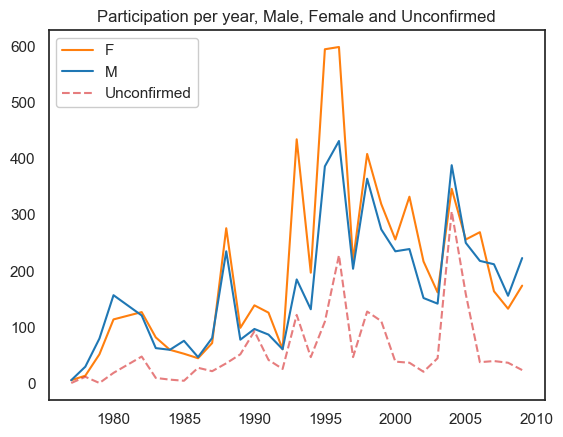 Participation per year, Male, Female and Unconfirmed
F
M
Unconfirmed
600
500
400
300
200
100
0
1980 1985 1990 1995 2000 2005 2010